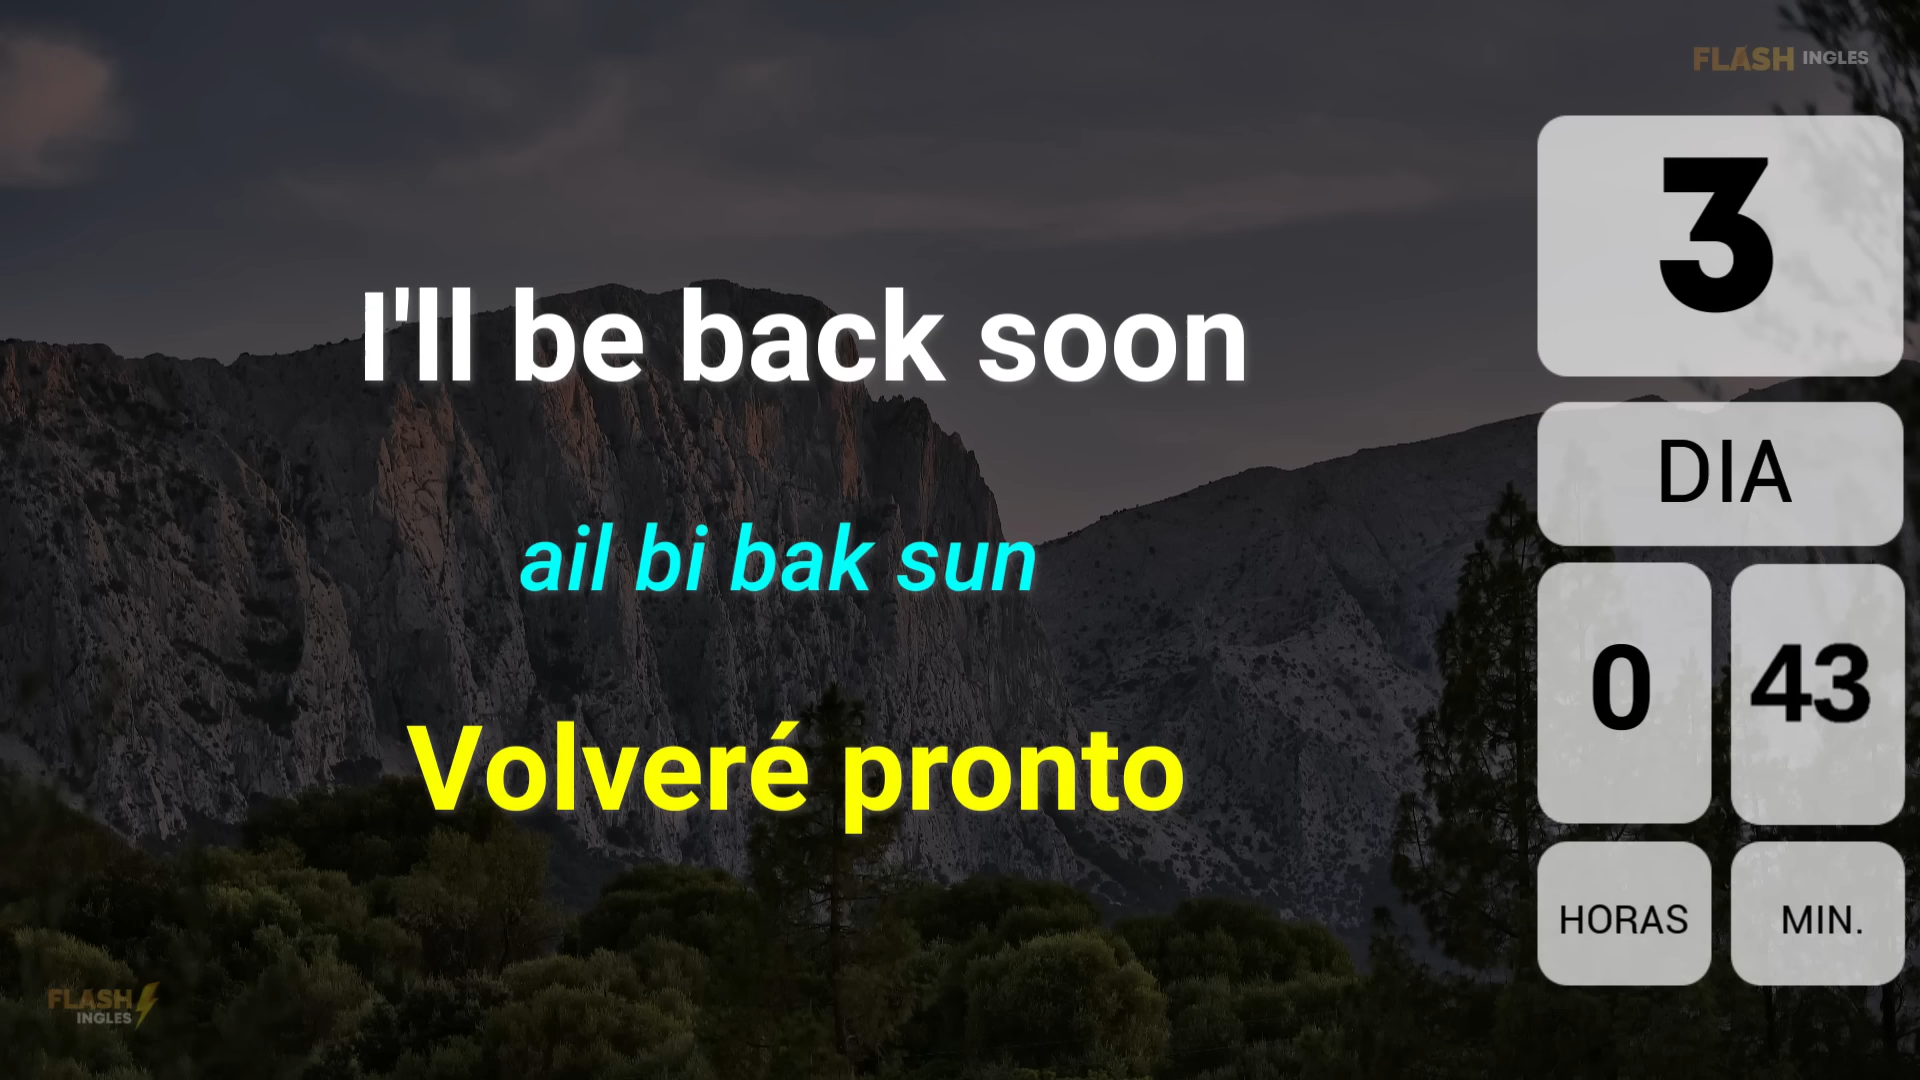 FLASH INGLES
I'll be back soon
ail bi bak sun
Volveré pronto
3
DIA
0 43
HORAS MIN.
FLASH
INGLES